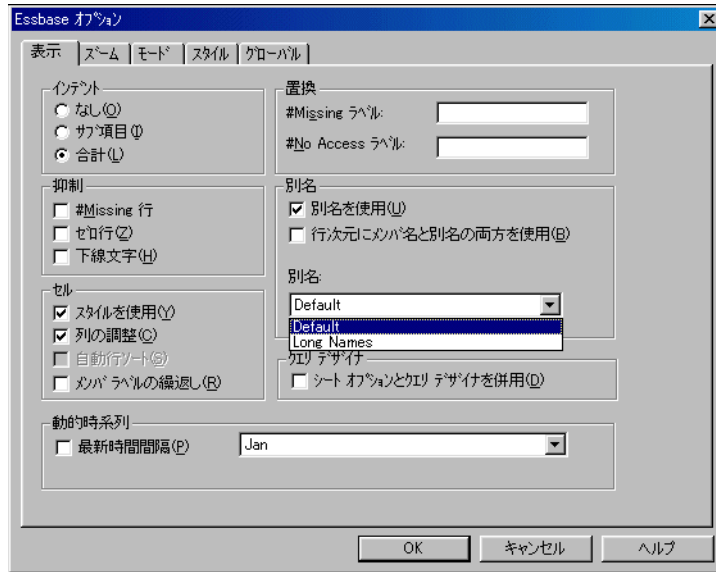 Essbase ｵﾌﾟｼｮﾝ
表示 ｽﾞｰﾑ ﾓｰﾄﾞ ｽﾀｲﾙ ｸﾞﾛｰﾊﾞﾙ
ｲﾝﾃﾞﾝﾄ
なし(O)
ｻﾌﾞ項目(I)
合計(L)
置換
#Missing ﾗﾍﾞﾙ:
#No Access ﾗﾍﾞﾙ:
抑制
#Missing 行
ｾﾞﾛ行(Z)
下線文字(H)
別名
別名を使用(U)
行次元にﾒﾝﾊﾞ名と別名の両方を使用(B)
別名:
Default
Default
Long Names
ｾﾙ
ｽﾀｲﾙを使用(Y)
列の調整(C)
自動行ｿｰﾄ(S)
ﾒﾝﾊﾞ ﾗﾍﾞﾙの繰返し(R)
ｸｴﾘ ﾃﾞｻﾞｲﾅ
ｼｰﾄ ｵﾌﾟｼｮﾝとｸｴﾘ ﾃﾞｻﾞｲﾅを併用(D)
動的時系列
最新時間間隔(P)
Jan
OK
ｷｬﾝｾﾙ
ﾍﾙﾌﾟ